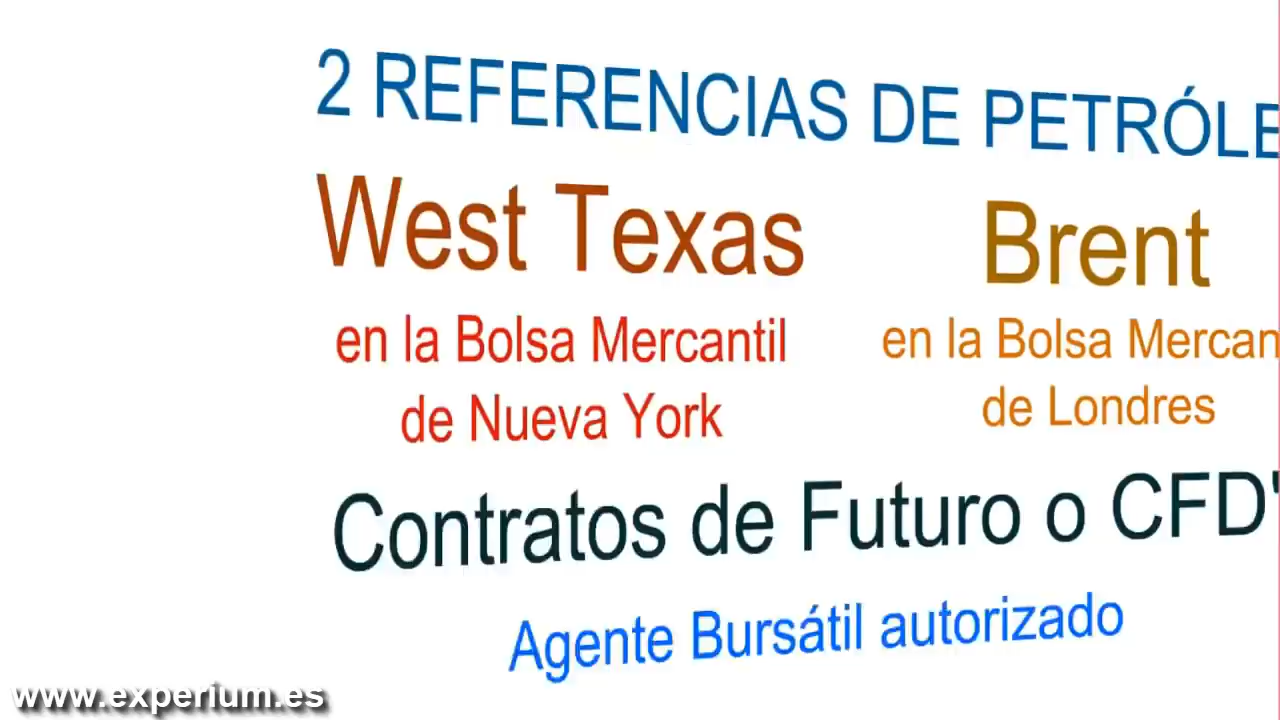 2 REFERENCIAS DE PETRÓLE
West Texas
Brent
en la Bolsa Mercantil
de Nueva York
en la Bolsa Mercan
de Londres
Contratos de Futuro o CFD'
Agente Bursátil autorizado
www.experium.es